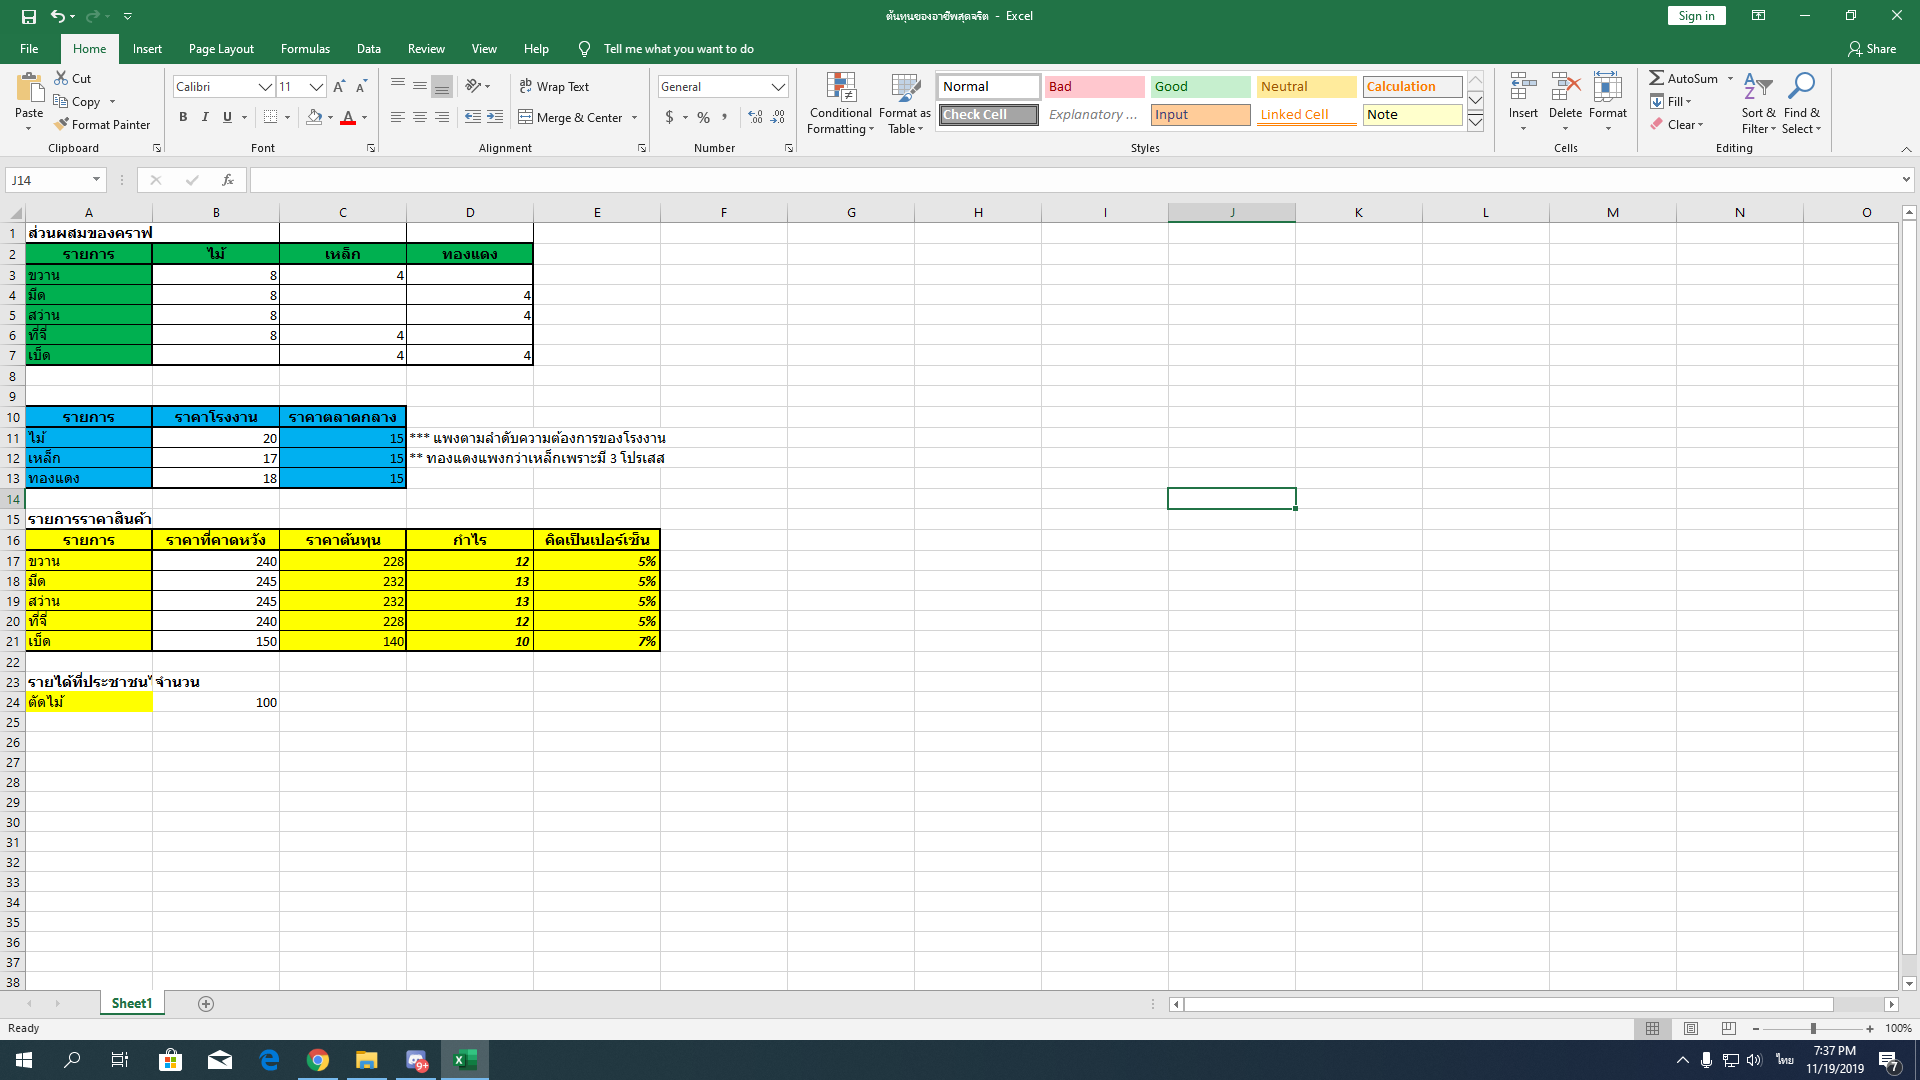 ต้นทุนของอาชีพสุดจริต - Excel
Sign in
File Home Insert Page Layout Formulas Data Review View Help Tell me what you want to do Share
Paste Cut Copy Format Painter
Calibri 11
Wrap Text
Merge & Center
General
Conditional Formatting
Format as Table
Normal Bad Good Neutral Calculation
Check Cell Explanatory ... Input Linked Cell Note
Insert Delete Format
AutoSum Fill Clear
Sort & Filter
Find & Select
Clipboard Font Alignment Number Styles Cells Editing
J14 fx
A B C D E F G H I J K L M N O
1 ส่วนผสมของคราฟ
2 รายการ ไม้ เหล็ก ทองแดง
3 ขวาน 8 4
4 มีด 8 4
5 สว่าน 8 4
6 ที่จี่ 8 4
7 เบ็ด 4 4
8
9
10 รายการ ราคาโรงงาน ราคาตลาดกลาง
11 ไม้ 20 15 *** แพงตามลำดับความต้องการของโรงงาน
12 เหล็ก 17 15 ** ทองแดงแพงกว่าเหล็กเพราะมี 3 โปรเสส
13 ทองแดง 18 15
14
15 รายการราคาสินค้า
16 รายการ ราคาที่คาดหวัง ราคาต้นทุน กำไร คิดเป็นเปอร์เซ็น
17 ขวาน 240 228 12 5%
18 มีด 245 232 13 5%
19 สว่าน 245 232 13 5%
20 ที่จี่ 240 228 12 5%
21 เบ็ด 150 140 10 7%
22
23 รายได้ที่ประชาชน จำนวน
24 ตัดไม้ 100
25
26
27
28
29
30
31
32
33
34
35
36
37
38
Sheet1
Ready 100%
9+ ไทย 7:37 PM
11/19/2019 7